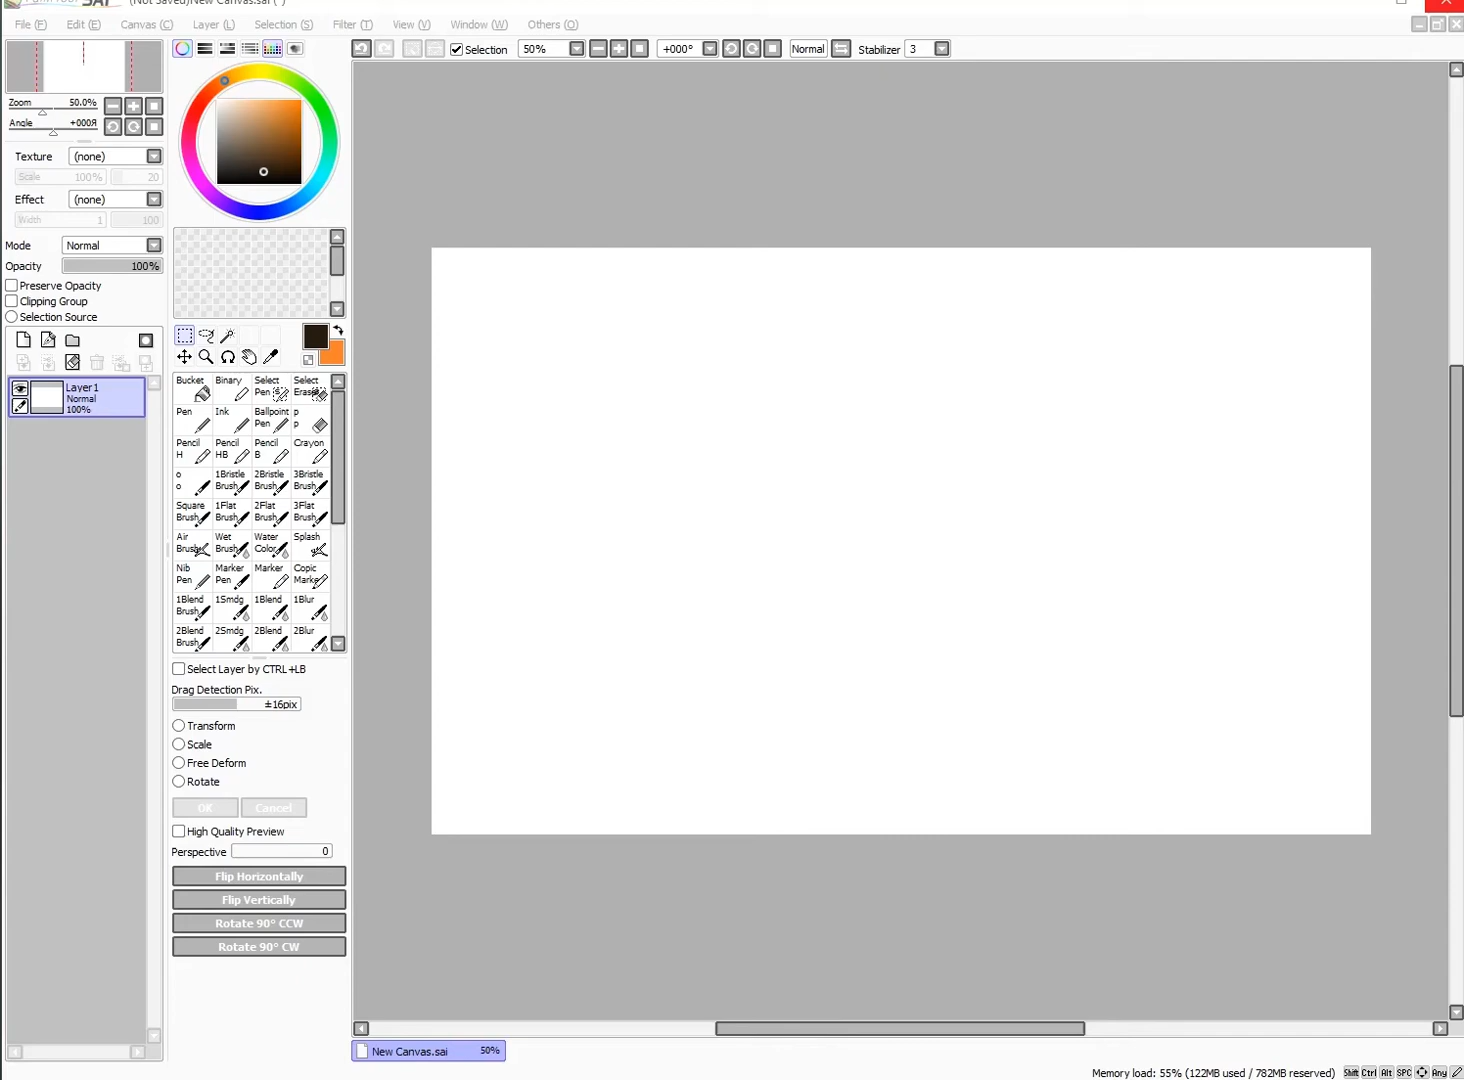 SAI (Not Saved)New Canvas.sai (*)
File (F) Edit (E) Canvas (C) Layer (L) Selection (S) Filter (T) View (V) Window (W) Others (O)
Selection 50% +000° Normal Stabilizer 3
Zoom 50.0%
Angle +000Я
Texture (none)
Scale 100% 20
Effect (none)
Width 1 100
Mode Normal
Opacity 100%
Preserve Opacity
Clipping Group
Selection Source
Layer1
Normal
100%
Bucket Binary Select Pen Select Eraser
Pen Ink Ballpoint Pen p p
Pencil H Pencil HB Pencil B Crayon
o o 1Bristle Brush 2Bristle Brush 3Bristle Brush
Square Brush 1Flat Brush 2Flat Brush 3Flat Brush
Air Brush Wet Brush Water Color Splash
Nib Pen Marker Pen Marker Copic Marke
1Blend Brush 1Smdg 1Blend 1Blur
2Blend Brush 2Smdg 2Blend 2Blur
Select Layer by CTRL+LB
Drag Detection Pix.
±16pix
Transform
Scale
Free Deform
Rotate
OK Cancel
High Quality Preview
Perspective 0
Flip Horizontally
Flip Vertically
Rotate 90° CCW
Rotate 90° CW
New Canvas.sai 50%
Memory load: 55% (122MB used / 782MB reserved) Shift Ctrl Alt SPC Any